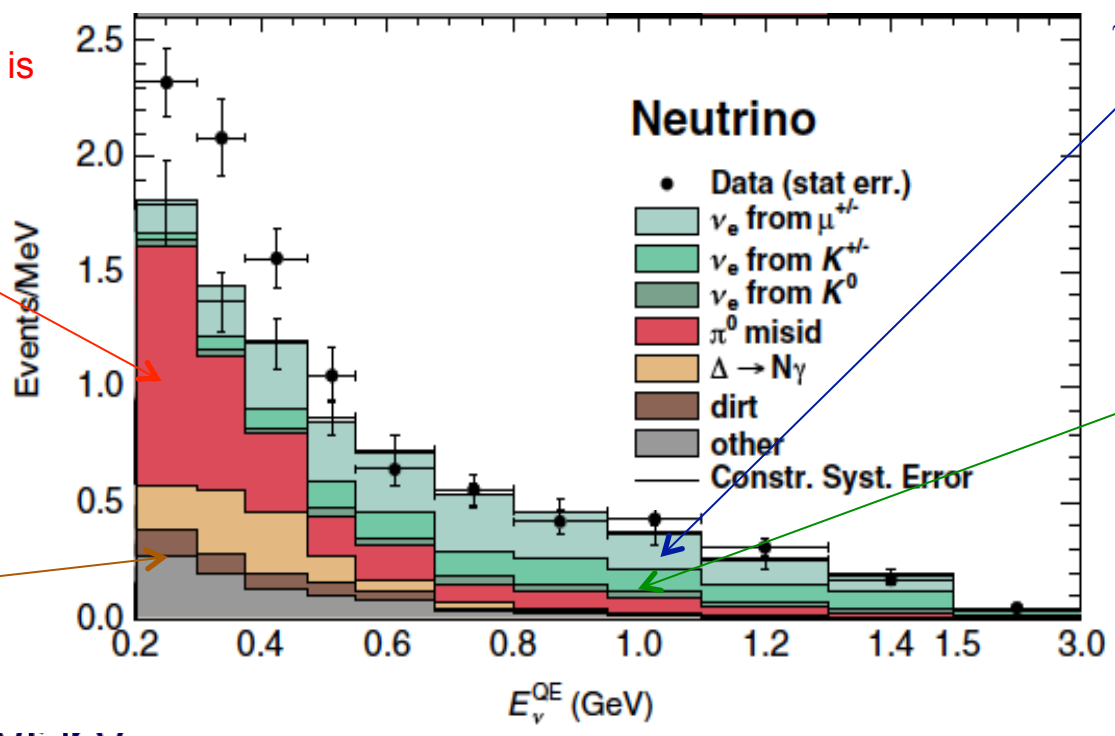 is
2.5
2.0
1.5
1.0
0.5
0.0
Events/MeV
Neutrino
Data (stat err.)
νe from μ+/-
νe from K+/-
νe from K0
π0 misid
Δ → Nγ
dirt
other
Constr. Syst. Error
0.2 0.4 0.6 0.8 1.0 1.2 1.4 1.5 3.0
EνQE (GeV)